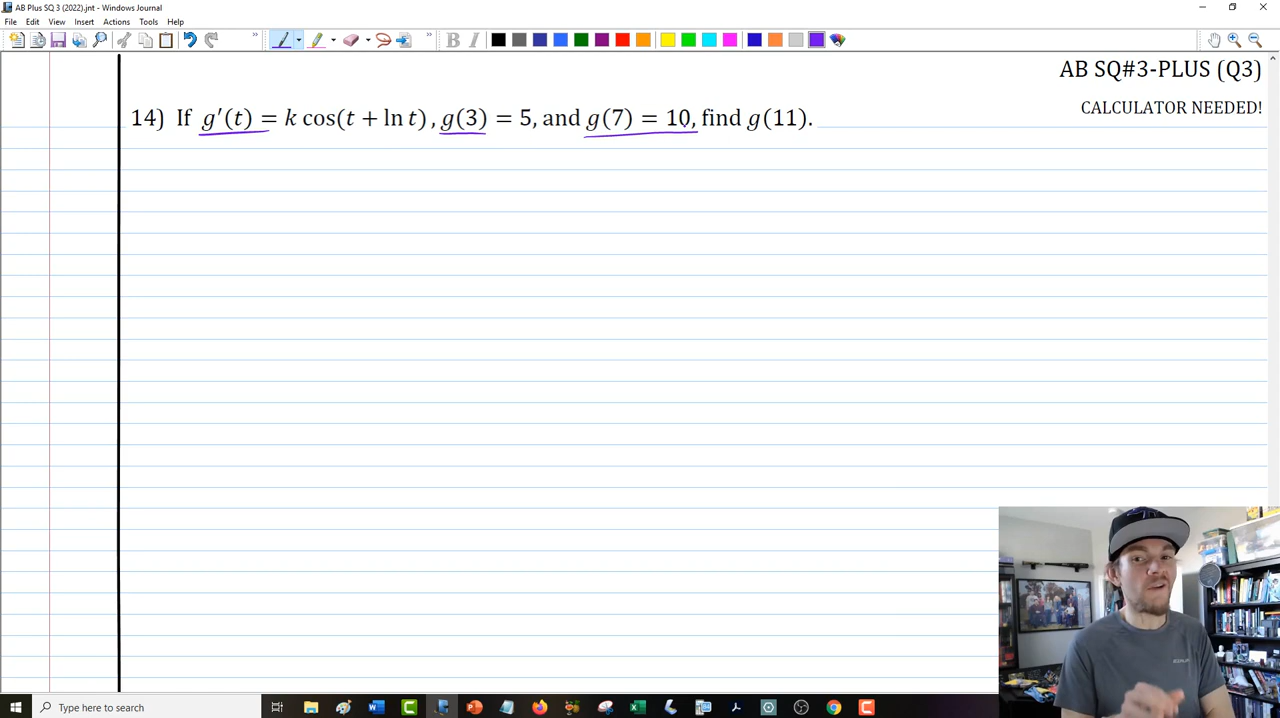 AB Plus SQ 3 (2022).jnt - Windows Journal
File Edit View Insert Actions Tools Help
B I
AB SQ#3-PLUS (Q3)
CALCULATOR NEEDED!
14) If g′(t) = k cos(t + ln t), g(3) = 5, and g(7) = 10, find g(11).
Type here to search